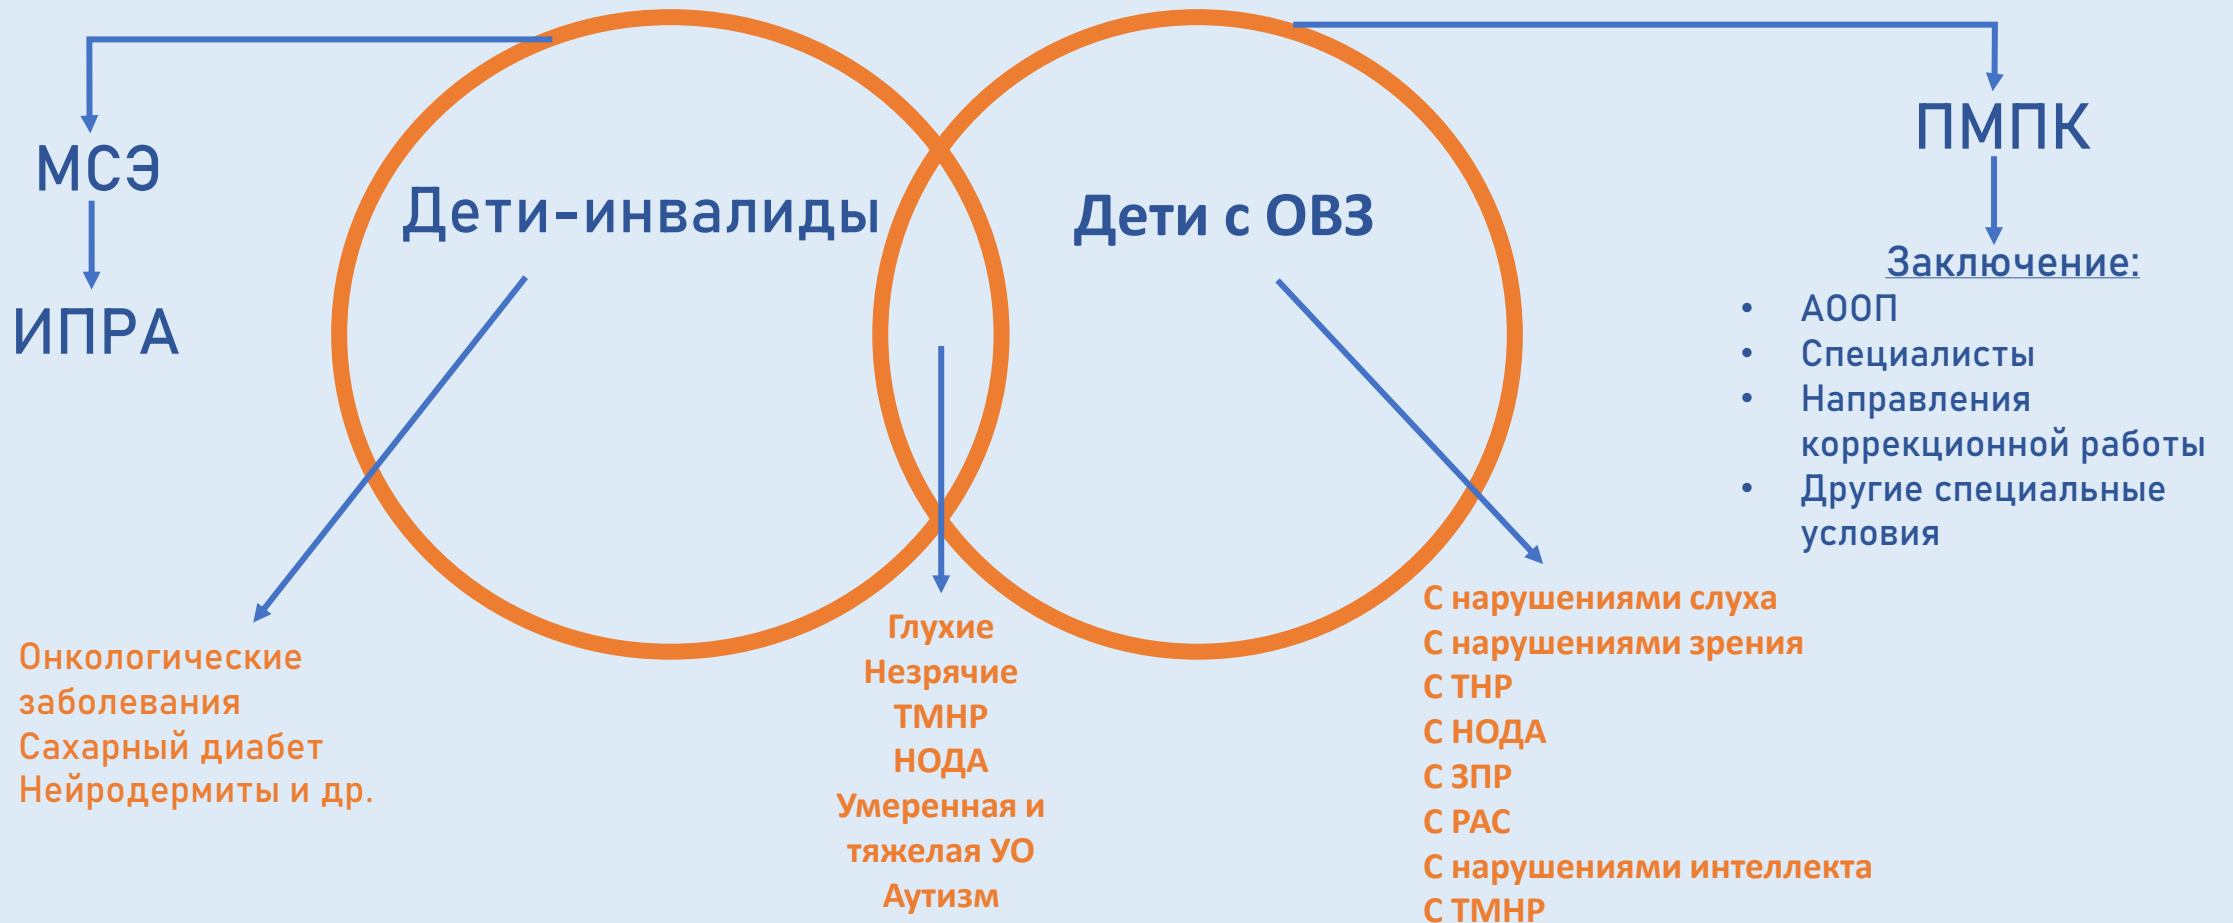 МСЭ
ИПРА
Дети-инвалиды
Дети с ОВЗ
ПМПК
Заключение:
• АООП
• Специалисты
• Направления
коррекционной работы
• Другие специальные
условия
Онкологические
заболевания
Сахарный диабет
Нейродермиты и др.
Глухие
Незрячие
ТМНР
НОДА
Умеренная и
тяжелая УО
Аутизм
С нарушениями слуха
С нарушениями зрения
С ТНР
С НОДА
С ЗПР
С РАС
С нарушениями интеллекта
С ТМНР